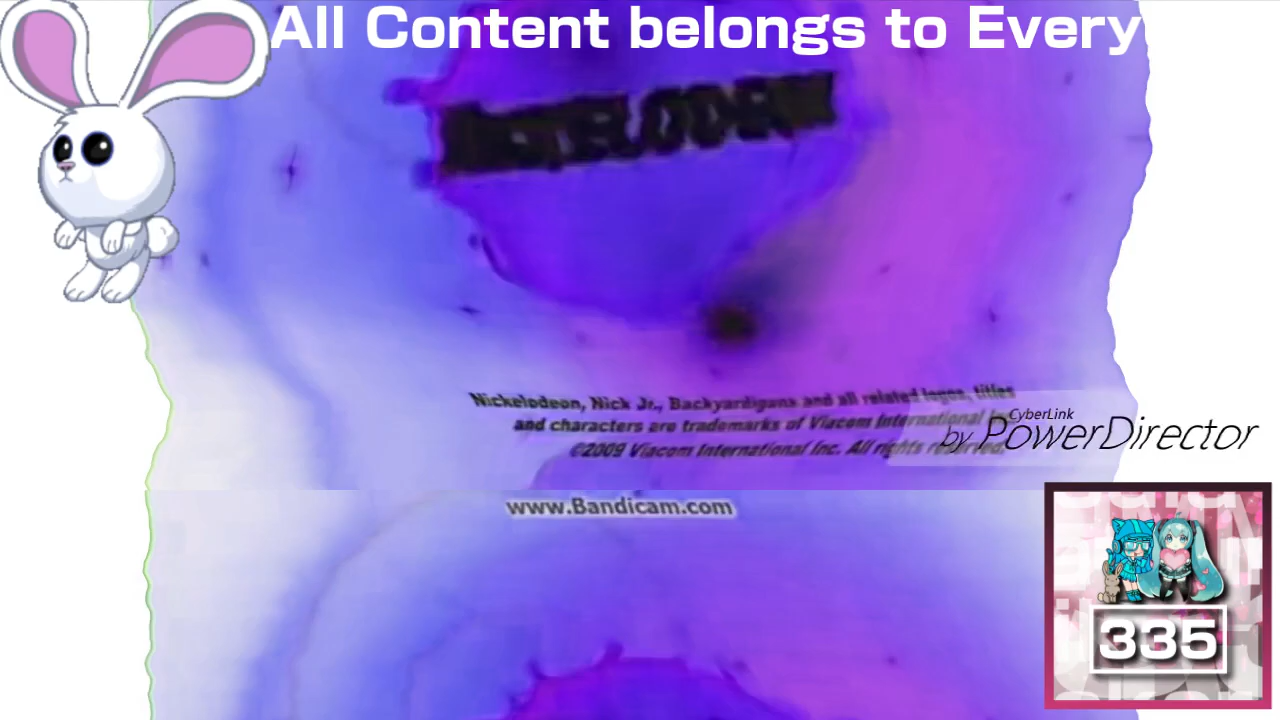 All Content belongs to Every
Nickelodeon, Nick Jr., Backyardigans and all related logos, titles
and characters are trademarks of Viacom International Inc.
©2009 Viacom International Inc. All rights reserved.
CyberLink
by PowerDirector
www.Bandicam.com
335